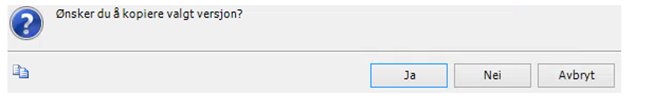 Ønsker du å kopiere valgt versjon?
Ja Nei Avbryt